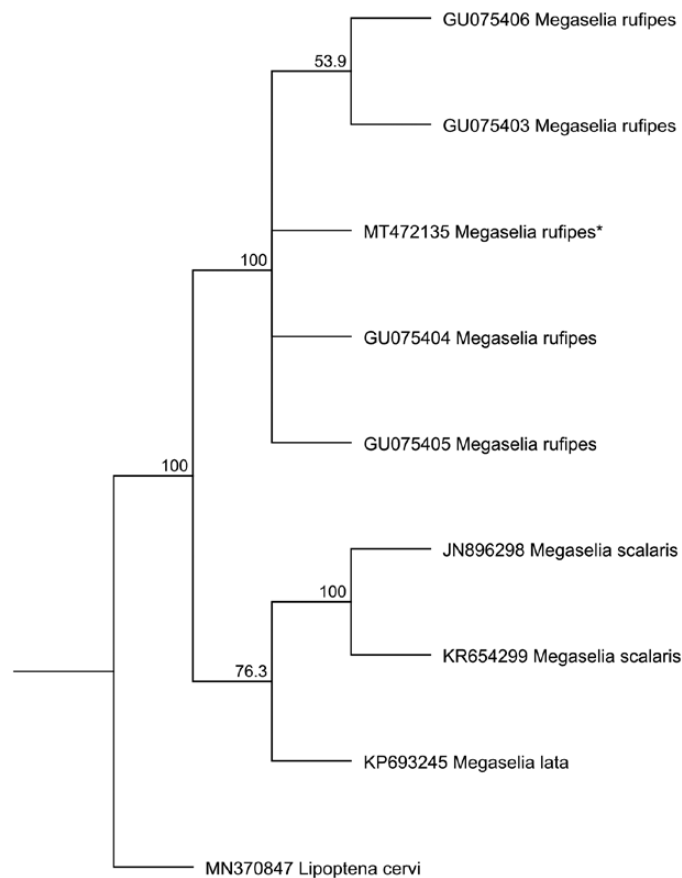 GU075406 Megaselia rufipes
53.9
GU075403 Megaselia rufipes
MT472135 Megaselia rufipes*
100
GU075404 Megaselia rufipes
GU075405 Megaselia rufipes
100
JN896298 Megaselia scalaris
100
KR654299 Megaselia scalaris
76.3
KP693245 Megaselia lata
MN370847 Lipoptena cervi